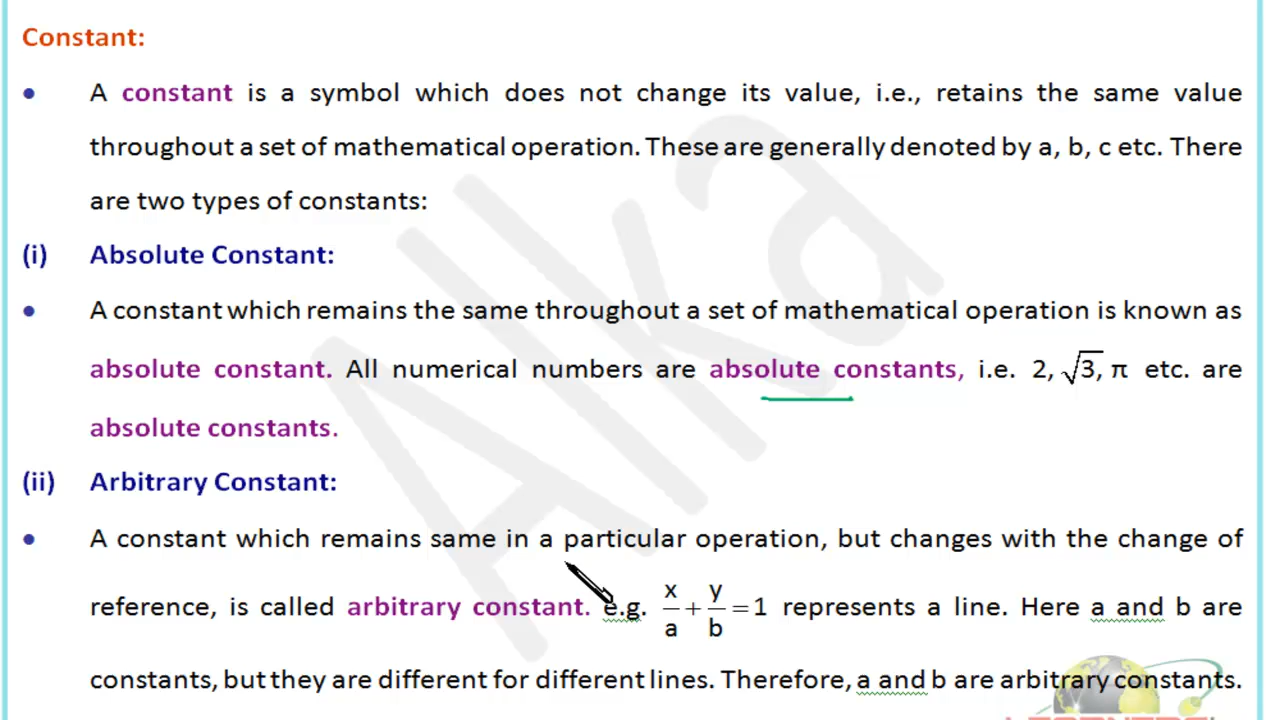 Constant:
• A constant is a symbol which does not change its value, i.e., retains the same value
throughout a set of mathematical operation. These are generally denoted by a, b, c etc. There
are two types of constants:
(i) Absolute Constant:
• A constant which remains the same throughout a set of mathematical operation is known as
absolute constant. All numerical numbers are absolute constants, i.e. 2, √3, π etc. are
absolute constants.
(ii) Arbitrary Constant:
• A constant which remains same in a particular operation, but changes with the change of
reference, is called arbitrary constant. e.g. x/a + y/b = 1 represents a line. Here a and b are
constants, but they are different for different lines. Therefore, a and b are arbitrary constants.
Alka